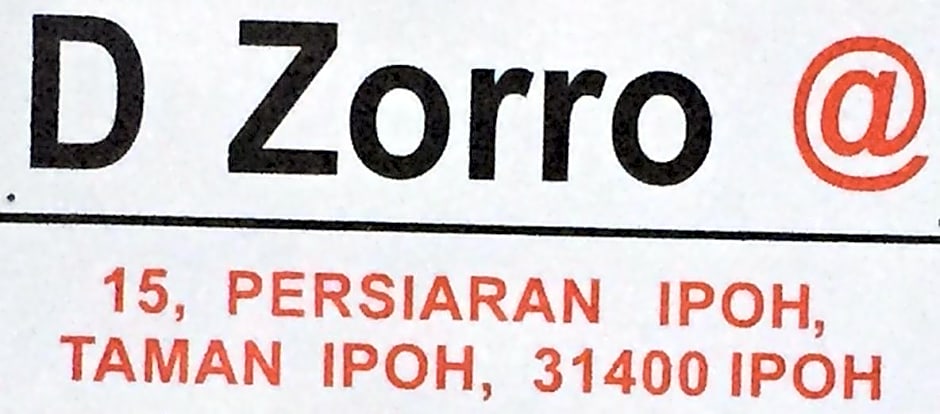 D Zorro @
15, PERSIARAN IPOH,
TAMAN IPOH, 31400 IPOH